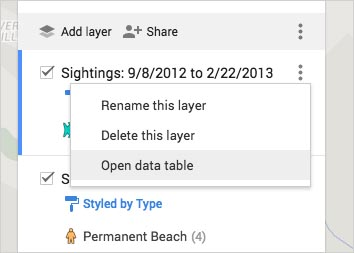 Add layer Share
Sightings: 9/8/2012 to 2/22/2013
Rename this layer
Delete this layer
Open data table
S
Styled by Type
Permanent Beach (4)